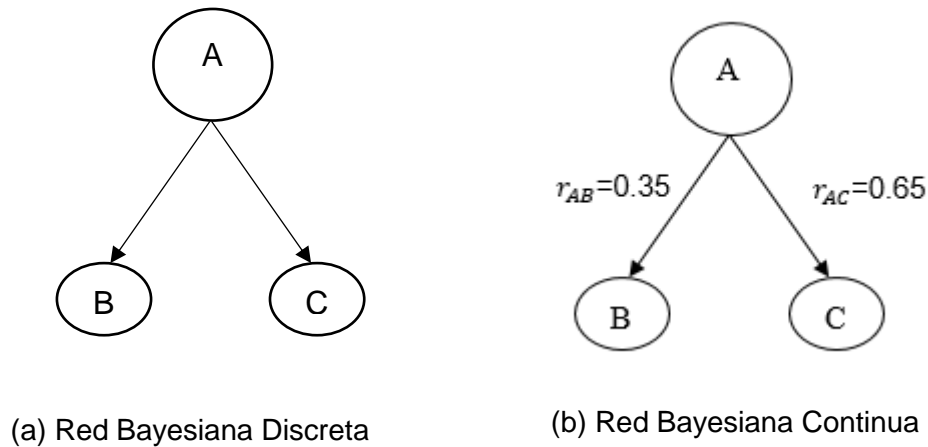 A
A
r_AB=0.35
r_AC=0.65
B
C
B
C
(a) Red Bayesiana Discreta
(b) Red Bayesiana Continua